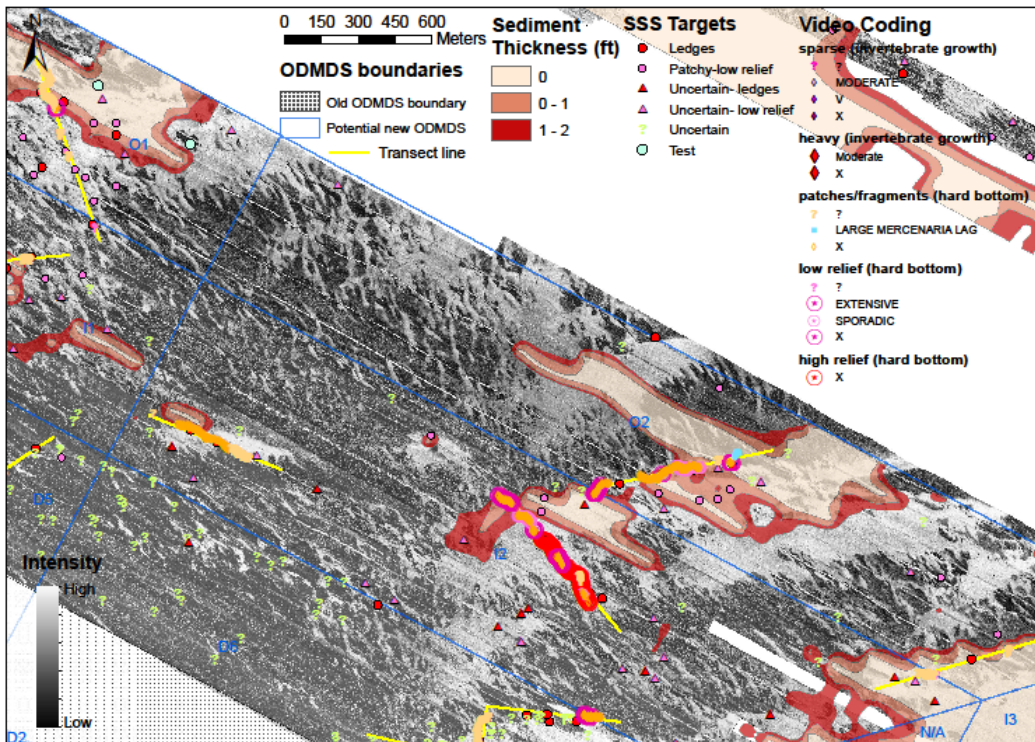 N
0 150 300 450 600
Meters
ODMDS boundaries
Old ODMDS boundary
Potential new ODMDS
Transect line
Sediment
Thickness (ft)
0
0 - 1
1 - 2
SSS Targets
Ledges
Patchy-low relief
Uncertain- ledges
Uncertain- low relief
? Uncertain
Test
Video Coding
sparse (invertebrate growth)
? ?
MODERATE
V
X
heavy (invertebrate growth)
Moderate
X
patches/fragments (hard bottom)
? ?
LARGE MERCENARIA LAG
X
low relief (hard bottom)
? ?
EXTENSIVE
SPORADIC
X
high relief (hard bottom)
X
O1
I1
O2
D5
I2
D6
Intensity
High
Low
D2
N/A
I3